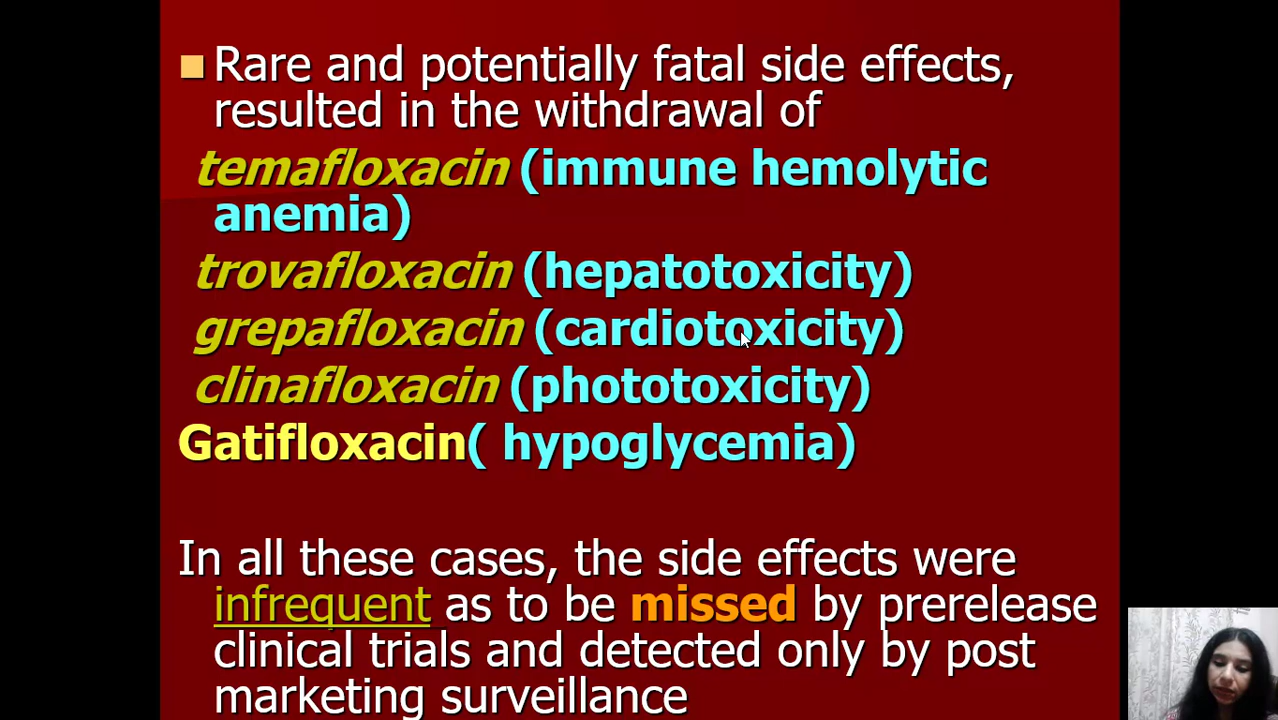 Rare and potentially fatal side effects,
resulted in the withdrawal of
temafloxacin (immune hemolytic
anemia)
trovafloxacin (hepatotoxicity)
grepafloxacin (cardiotoxicity)
clinafloxacin (phototoxicity)
Gatifloxacin( hypoglycemia)
In all these cases, the side effects were
infrequent as to be missed by prerelease
clinical trials and detected only by post
marketing surveillance